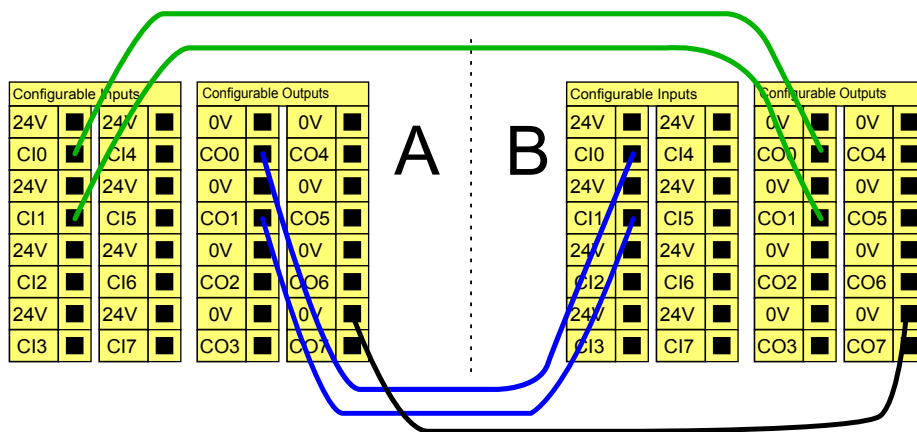 A B
Configurable Inputs
24V 24V
CI0 CI4
24V 24V
CI1 CI5
24V 24V
CI2 CI6
24V 24V
CI3 CI7
Configurable Outputs
0V 0V
CO0 CO4
0V 0V
CO1 CO5
0V 0V
CO2 CO6
0V 0V
CO3 CO7
Configurable Inputs
24V 24V
CI0 CI4
24V 24V
CI1 CI5
24V 24V
CI2 CI6
24V 24V
CI3 CI7
Configurable Outputs
0V 0V
CO0 CO4
0V 0V
CO1 CO5
0V 0V
CO2 CO6
0V 0V
CO3 CO7